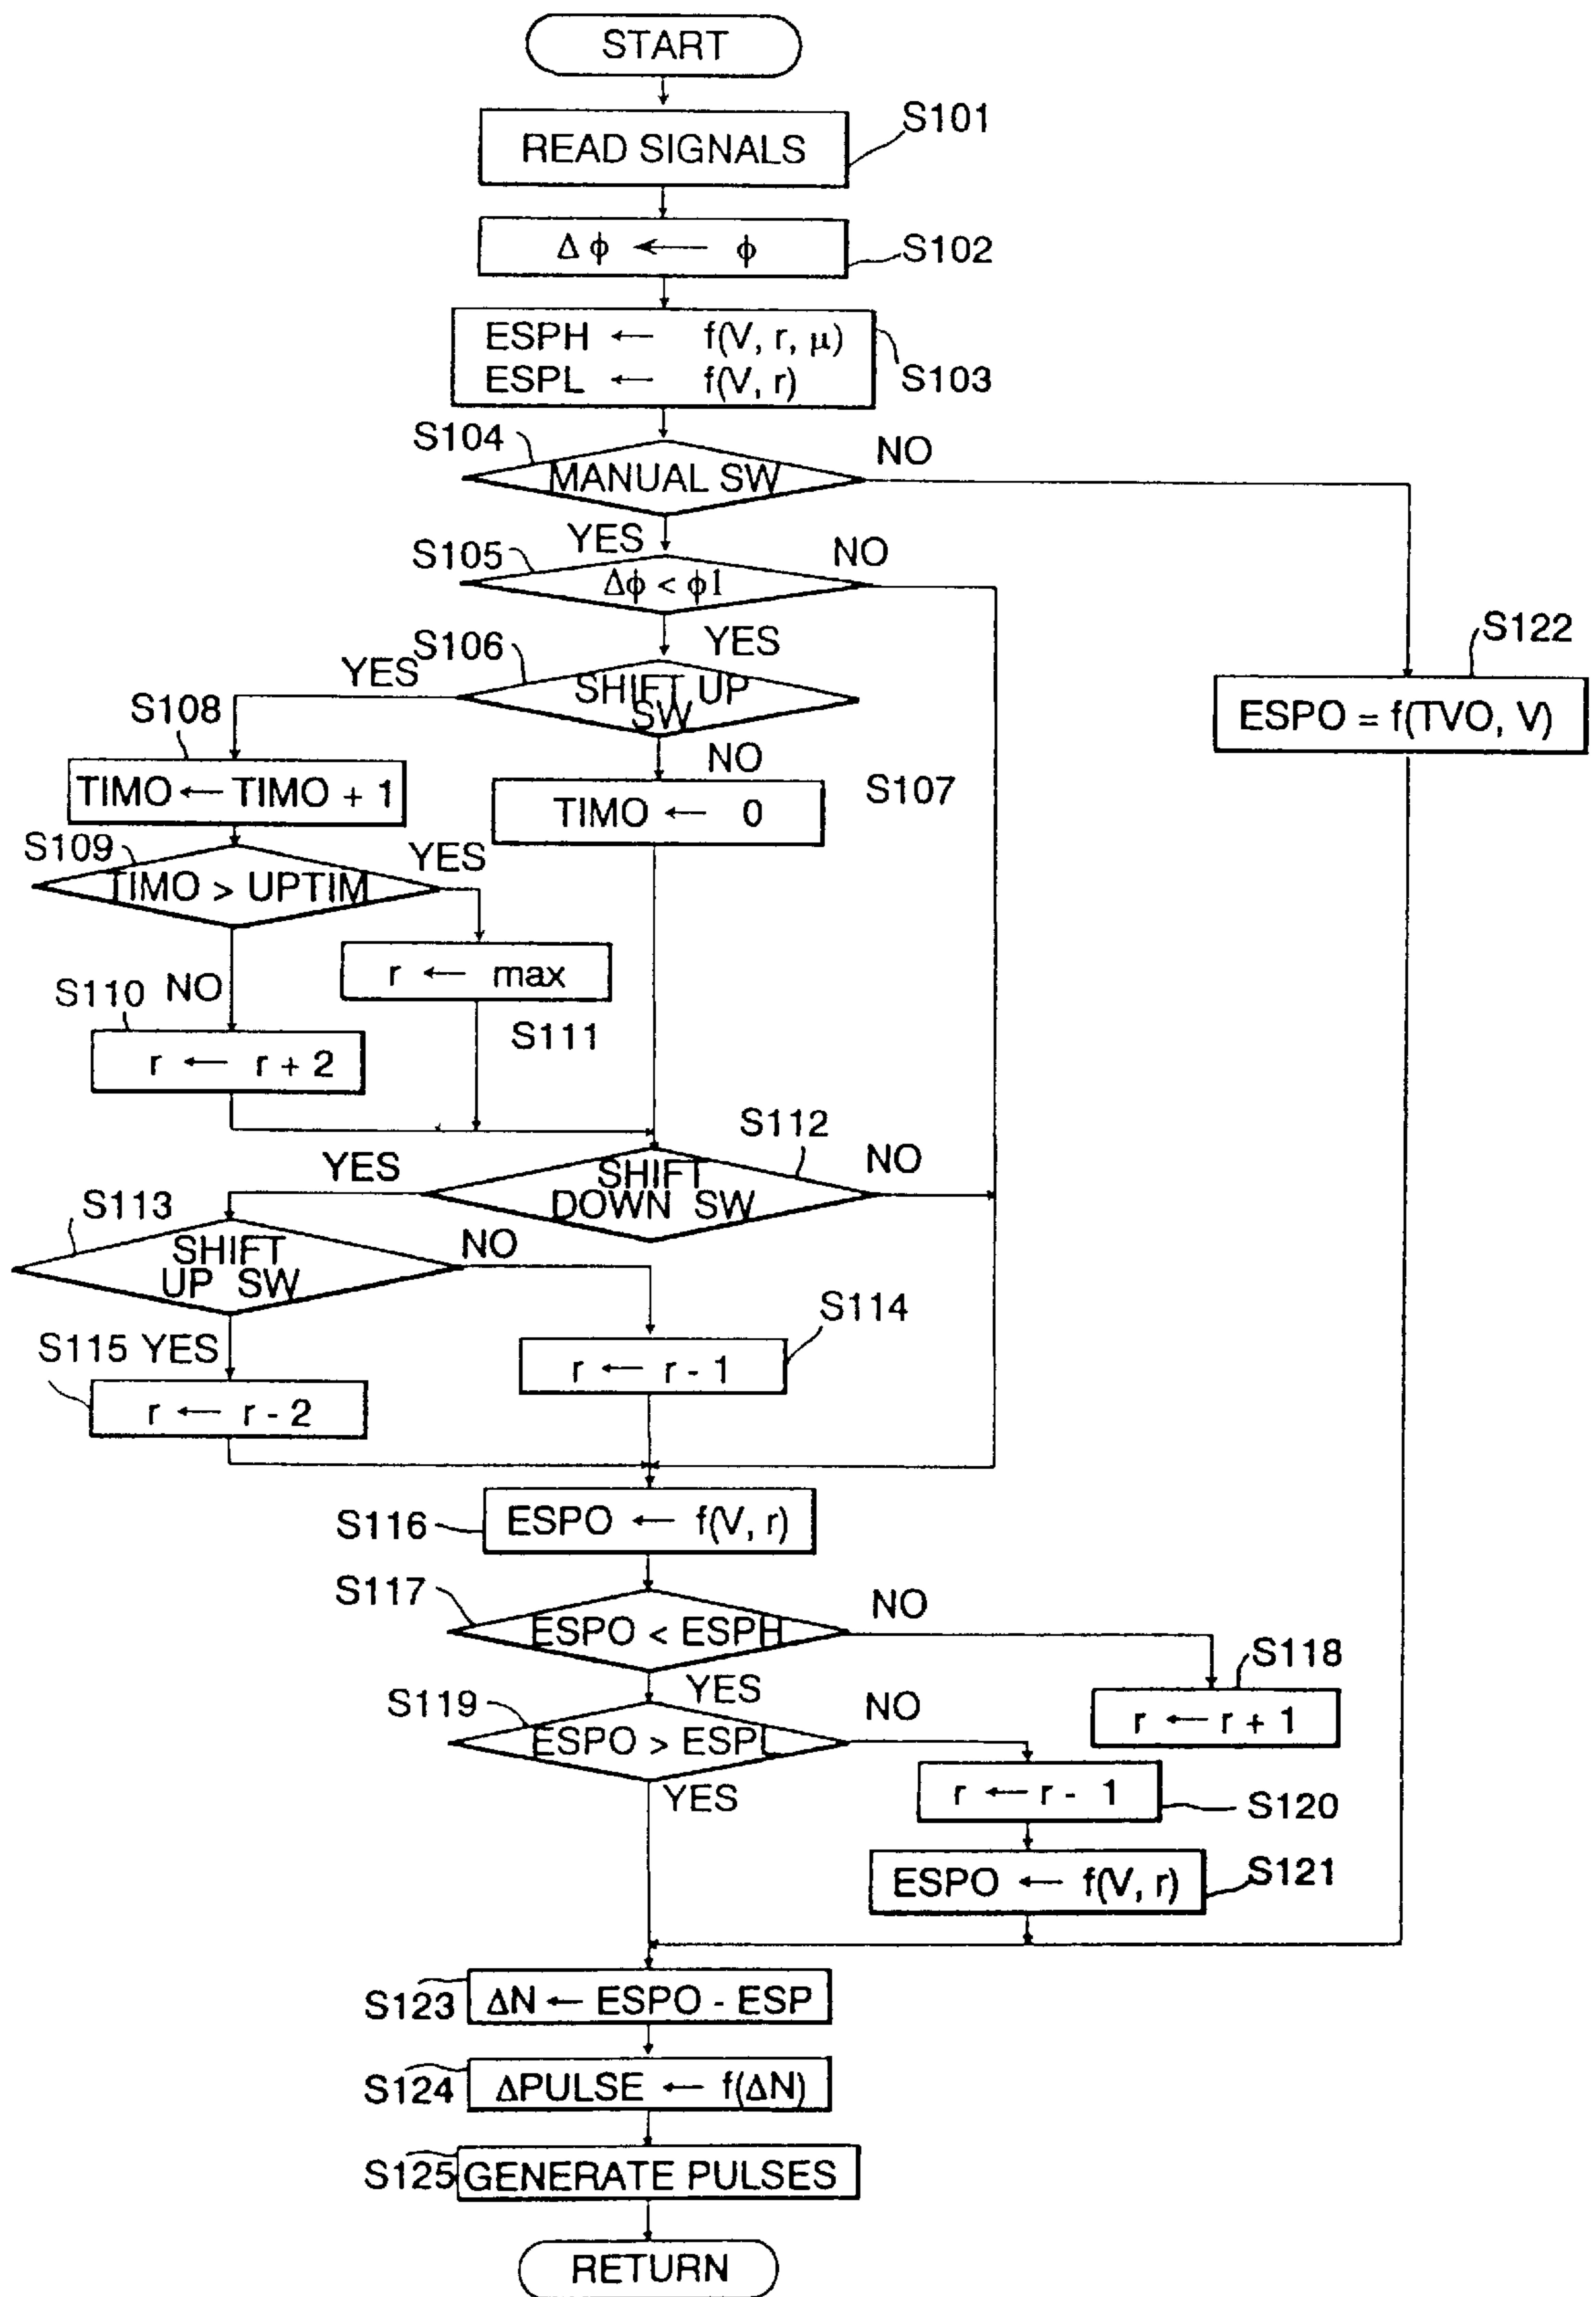 START
READ SIGNALS
S101
Δϕ ← ϕ
S102
ESPH ← f(V, r, μ)
ESPL ← f(V, r)
S103
S104
MANUAL SW
NO
YES
S105
Δϕ < ϕ1
NO
YES
S106
SHIFT UP
SW
YES
NO
S122
ESPO = f(TVO, V)
S108
TIMO ← TIMO + 1
S107
TIMO ← 0
S109
TIMO > UPTIM
YES
NO
r ← max
S111
S110
r ← r + 2
S112
SHIFT
DOWN SW
YES
NO
S113
SHIFT
UP SW
NO
S114
r ← r - 1
S115
YES
r ← r - 2
S116
ESPO ← f(V, r)
S117
ESPO < ESPH
NO
YES
S118
r ← r + 1
S119
ESPO > ESPL
NO
YES
r ← r - 1
S120
ESPO ← f(V, r)
S121
S123
ΔN ← ESPO - ESP
S124
ΔPULSE ← f(ΔN)
S125
GENERATE PULSES
RETURN